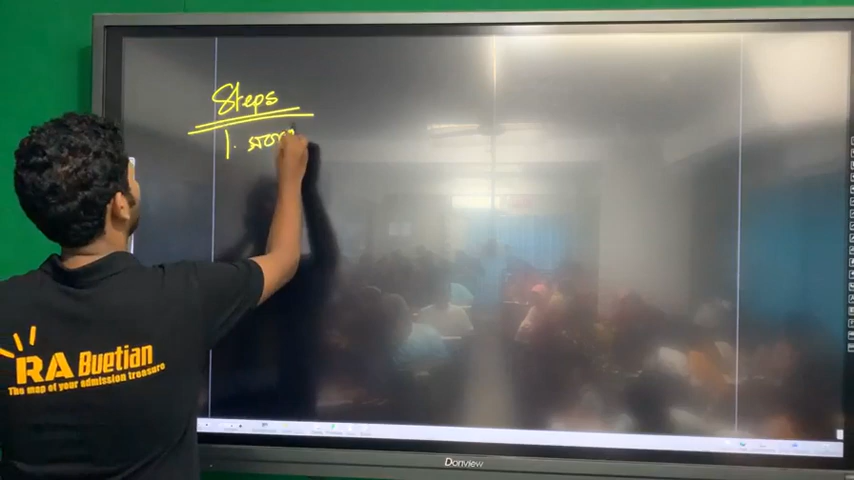 Steps
1.
RA Buetian
The map of your admission treasure
Donview